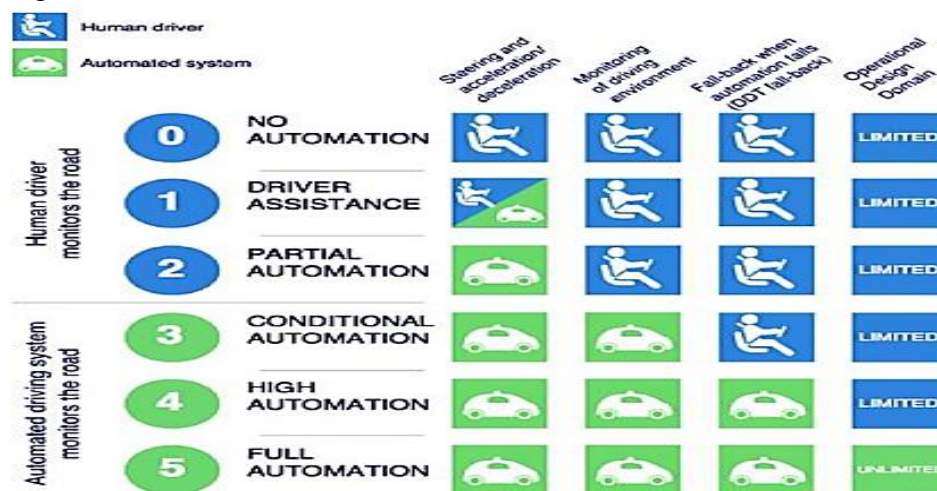 Human driver
Automated system
Steering and
acceleration/
deceleration
Monitoring
of driving
environment
Fall-back when
automation fails
(DDT fall-back)
Operational
Design
Domain
Human driver
monitors the road
0
NO
AUTOMATION
LIMITED
1
DRIVER
ASSISTANCE
LIMITED
2
PARTIAL
AUTOMATION
LIMITED
Automated driving system
monitors the road
3
CONDITIONAL
AUTOMATION
LIMITED
4
HIGH
AUTOMATION
LIMITED
5
FULL
AUTOMATION
UNLIMITE